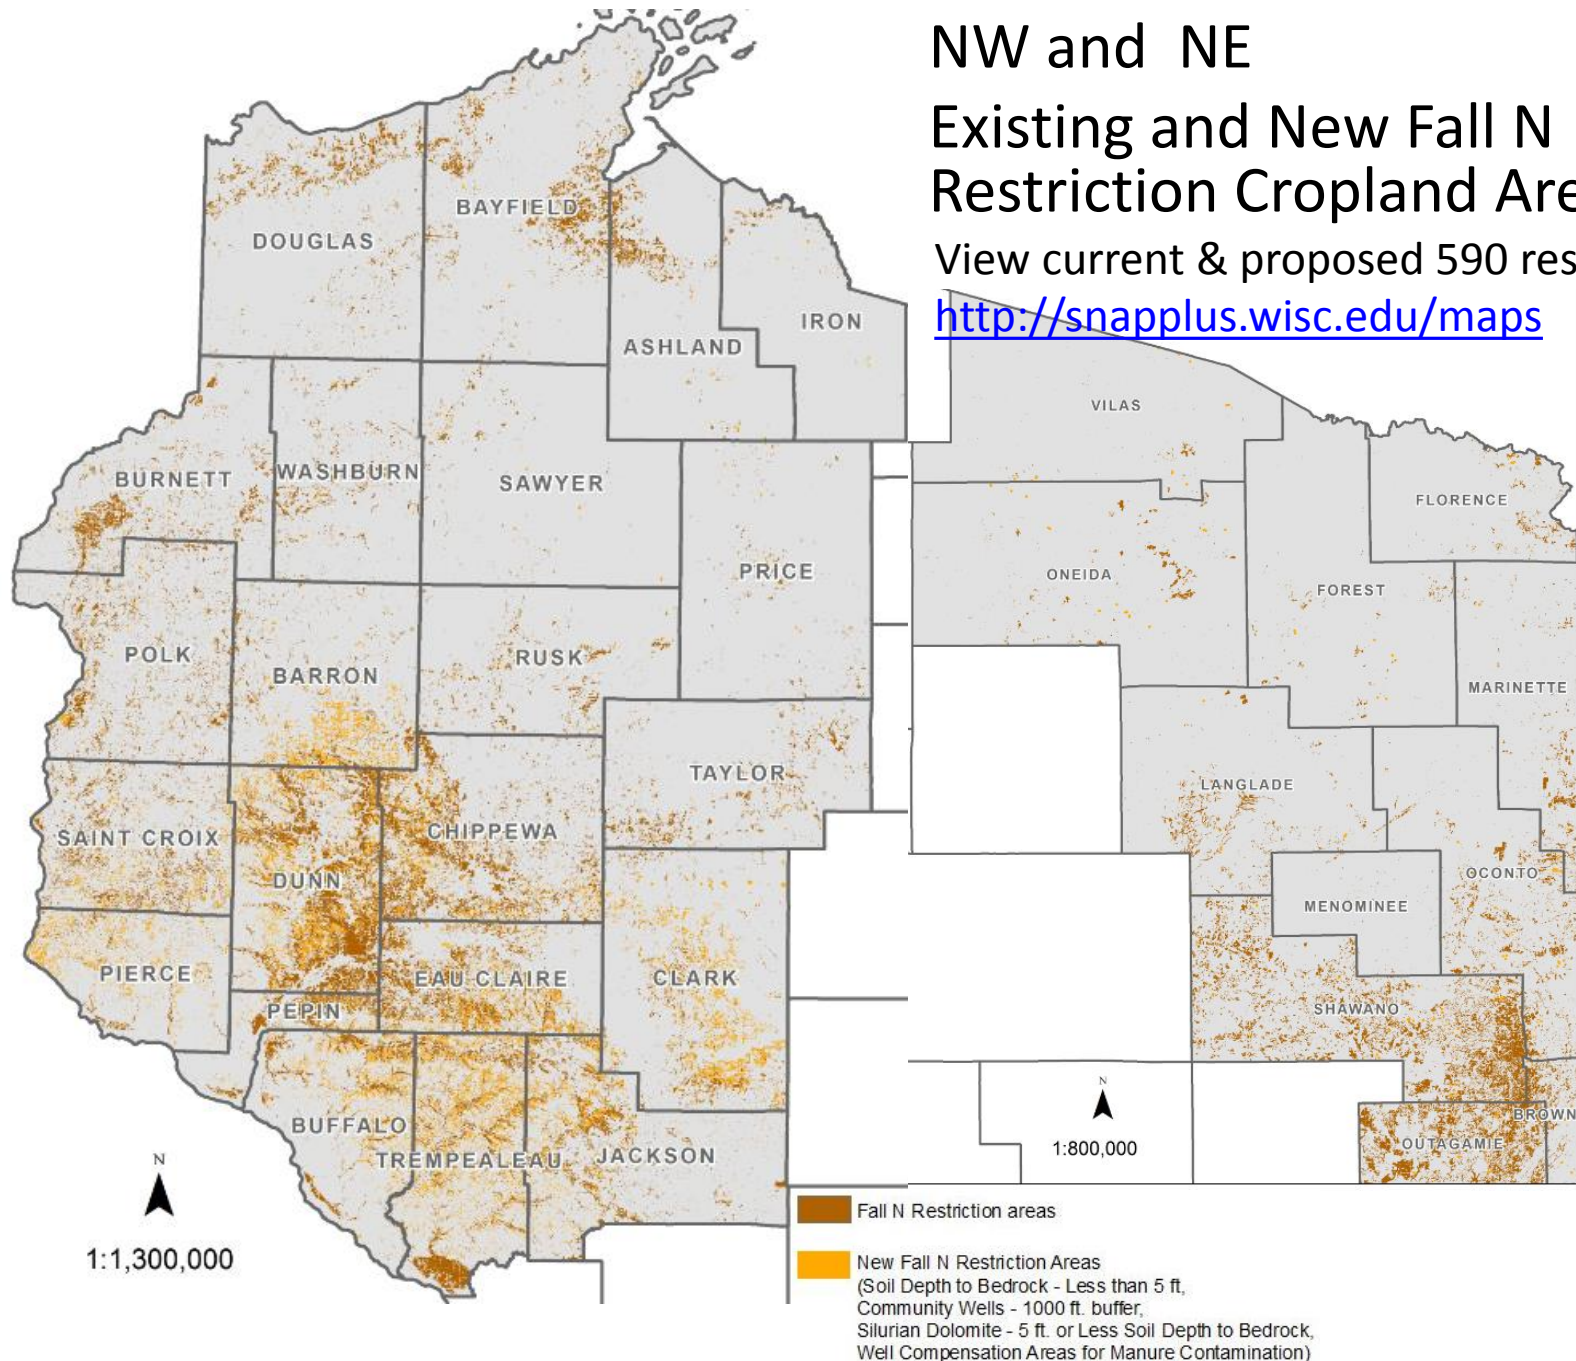 NW and  NE
Existing and New Fall N
Restriction Cropland Are
View current & proposed 590 res
http://snapplus.wisc.edu/maps
DOUGLAS
BAYFIELD
ASHLAND
IRON
BURNETT
WASHBURN
SAWYER
PRICE
POLK
BARRON
RUSK
TAYLOR
SAINT CROIX
DUNN
CHIPPEWA
PIERCE
PEPIN
EAU CLAIRE
CLARK
BUFFALO
TREMPEALEAU
JACKSON
N
1:1,300,000
VILAS
FLORENCE
ONEIDA
FOREST
MARINETTE
LANGLADE
OCONTO
MENOMINEE
SHAWANO
BROWN
OUTAGAMIE
N
1:800,000
Fall N Restriction areas
New Fall N Restriction Areas
(Soil Depth to Bedrock - Less than 5 ft,
Community Wells - 1000 ft. buffer,
Silurian Dolomite - 5 ft. or Less Soil Depth to Bedrock,
Well Compensation Areas for Manure Contamination)